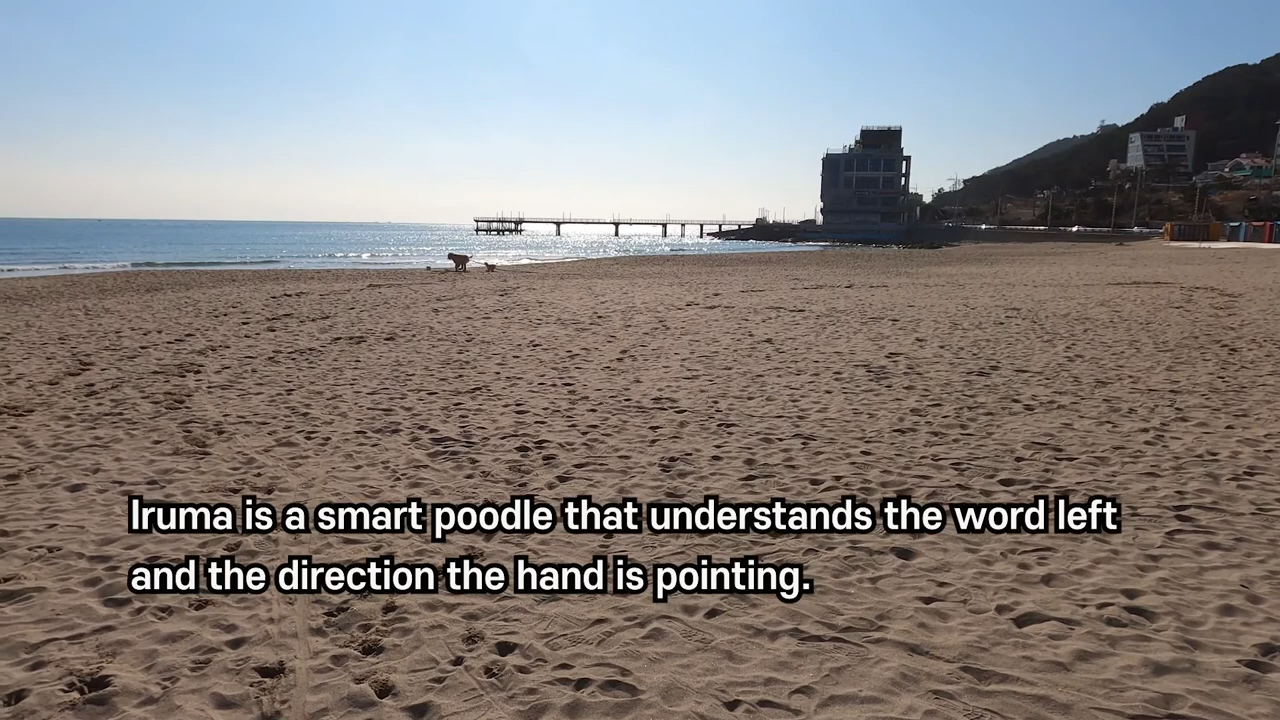 Iruma is a smart poodle that understands the word left
and the direction the hand is pointing.